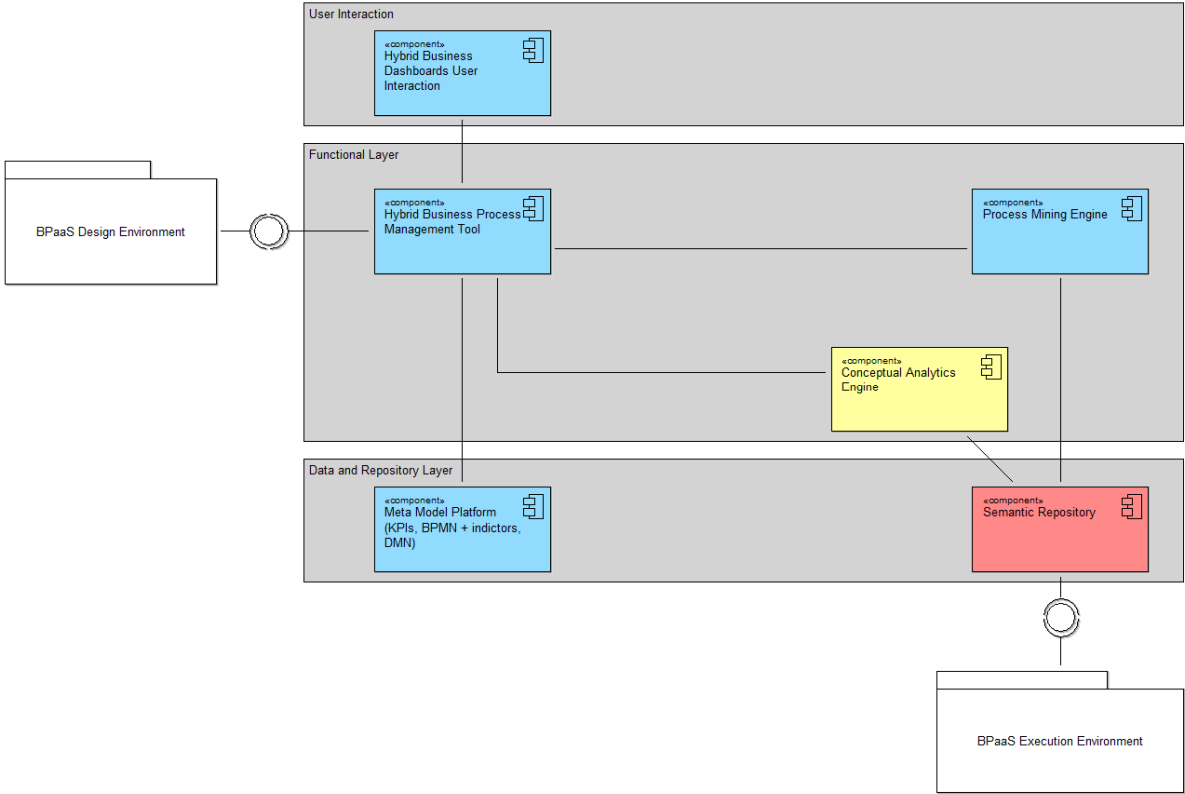 User Interaction
«component»
Hybrid Business
Dashboards User
Interaction
Functional Layer
BPaaS Design Environment
«component»
Hybrid Business Process
Management Tool
«component»
Process Mining Engine
«component»
Conceptual Analytics
Engine
Data and Repository Layer
«component»
Meta Model Platform
(KPIs, BPMN + indictors,
DMN)
«component»
Semantic Repository
BPaaS Execution Environment